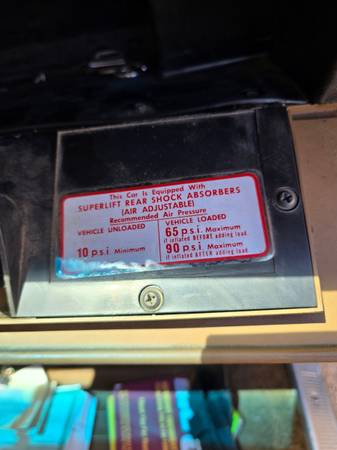 This Car Is Equipped With
SUPERLIFT REAR SHOCK ABSORBERS
(AIR ADJUSTABLE)
Recommended Air Pressure
VEHICLE UNLOADED
10 p.s.i. Minimum
VEHICLE LOADED
65 p.s.i. Maximum
if inflated BEFORE adding load
90 p.s.i. Maximum
if inflated AFTER adding load